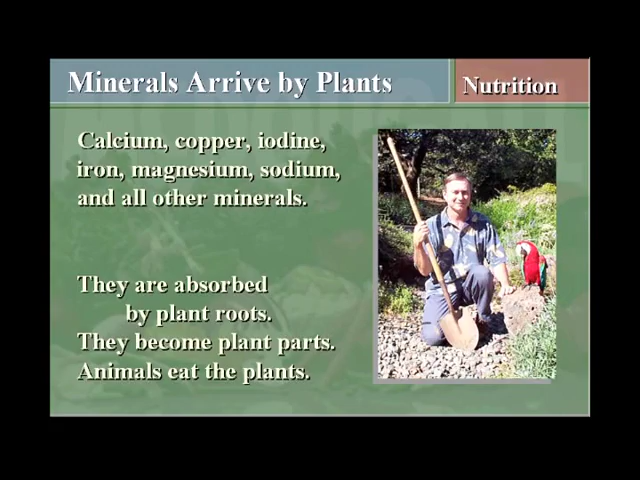 Minerals Arrive by Plants
Nutrition
Calcium, copper, iodine,
iron, magnesium, sodium,
and all other minerals.
They are absorbed
by plant roots.
They become plant parts.
Animals eat the plants.